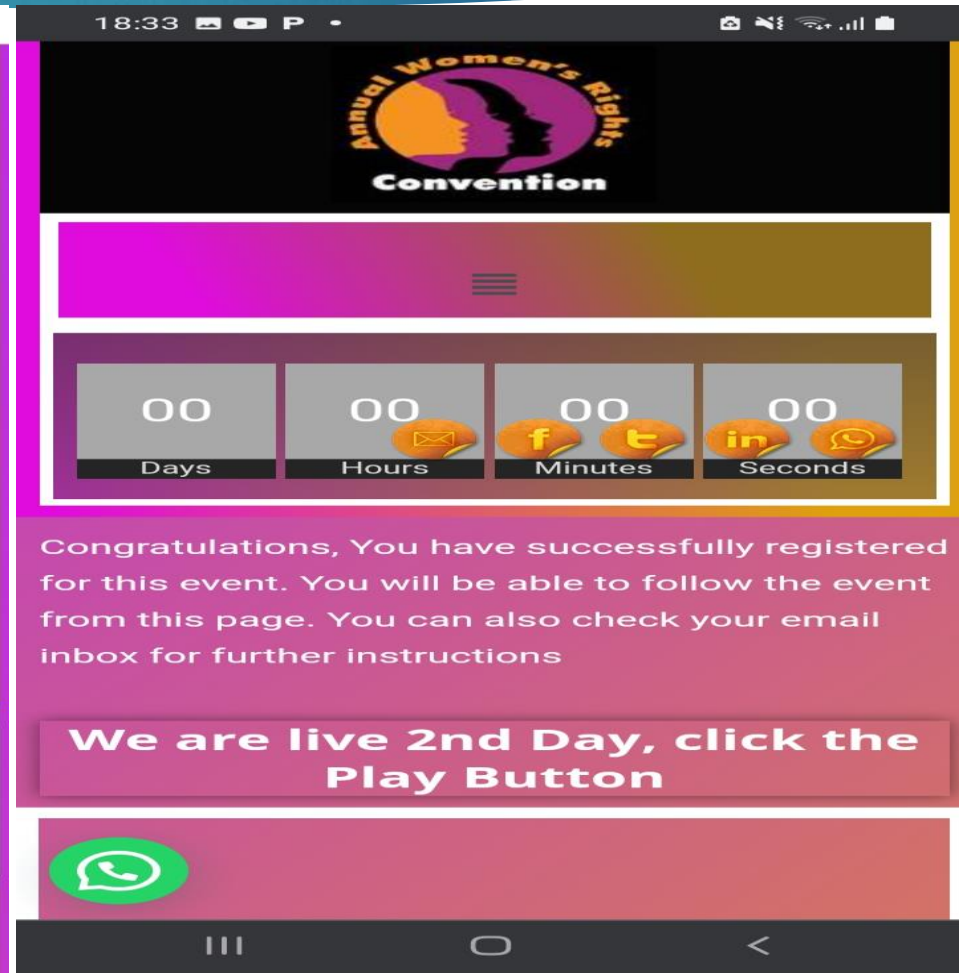 18:33 P
Annual Women's Rights
Convention
00 00 00 00
Days Hours Minutes Seconds
Congratulations, You have successfully registered
for this event. You will be able to follow the event
from this page. You can also check your email
inbox for further instructions
We are live 2nd Day, click the
Play Button